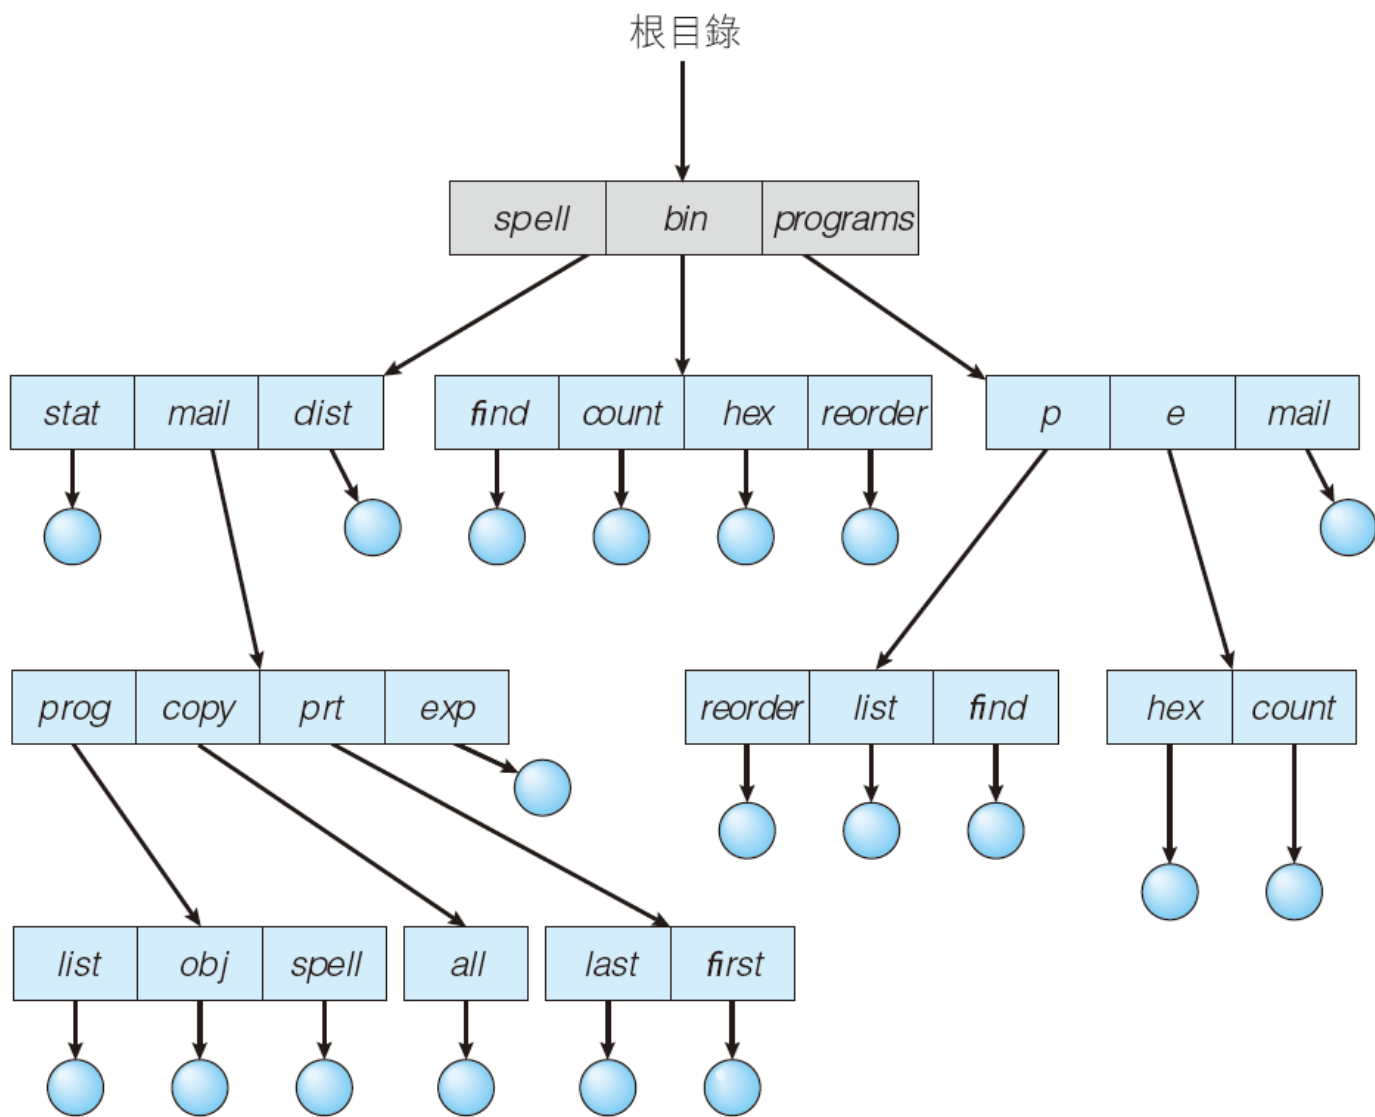 根目錄
spell bin programs
stat mail dist find count hex reorder p e mail
prog copy prt exp reorder list find hex count
list obj spell all last first